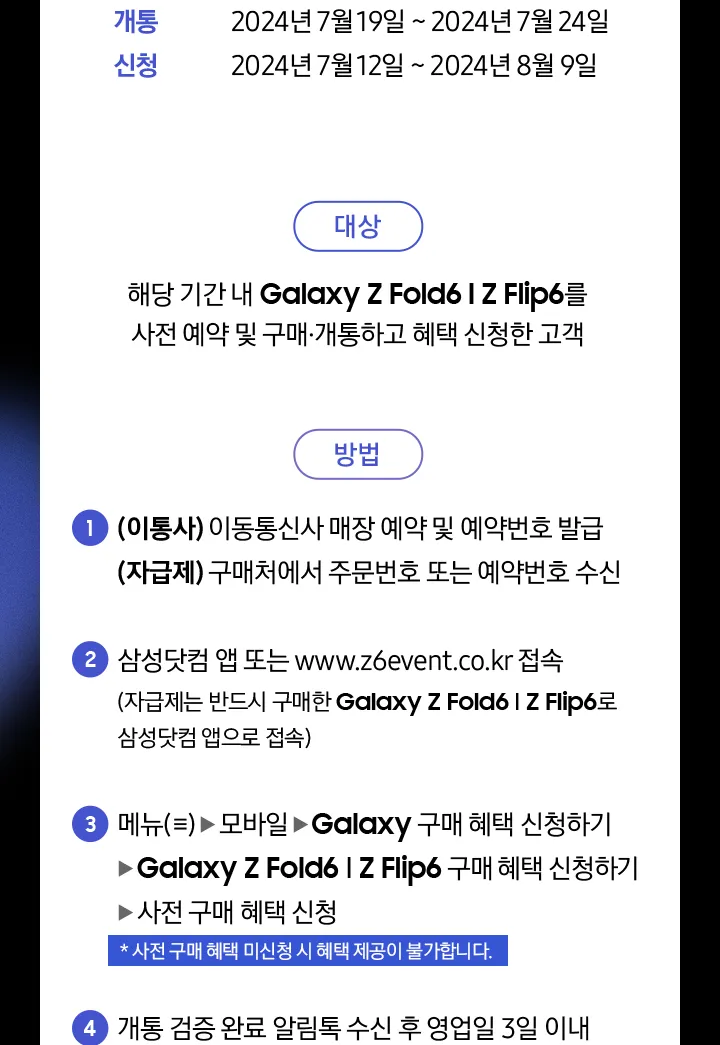 개통 2024년 7월 19일 ~ 2024년 7월 24일
신청 2024년 7월 12일 ~ 2024년 8월 9일
대상
해당 기간 내 Galaxy Z Fold6 | Z Flip6를
사전 예약 및 구매·개통하고 혜택 신청한 고객
방법
1 (이통사) 이동통신사 매장 예약 및 예약번호 발급
(자급제) 구매처에서 주문번호 또는 예약번호 수신
2 삼성닷컴 앱 또는 www.z6event.co.kr 접속
(자급제는 반드시 구매한 Galaxy Z Fold6 | Z Flip6로
삼성닷컴 앱으로 접속)
3 메뉴(≡) ▶ 모바일 ▶ Galaxy 구매 혜택 신청하기
▶ Galaxy Z Fold6 | Z Flip6 구매 혜택 신청하기
▶ 사전 구매 혜택 신청
* 사전 구매 혜택 미신청 시 혜택 제공이 불가합니다.
4 개통 검증 완료 알림톡 수신 후 영업일 3일 이내